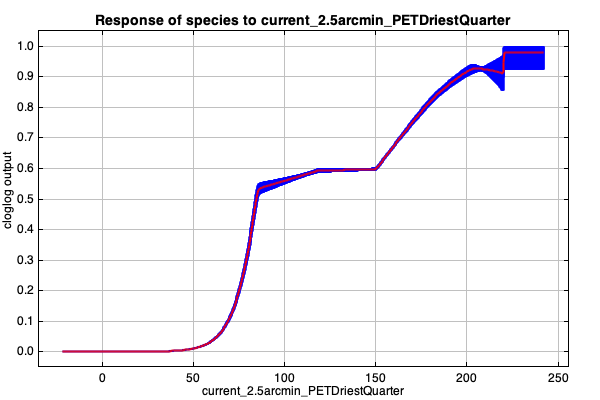 Response of species to current_2.5arcmin_PETDriestQuarter
cloglog output
1.0
0.9
0.8
0.7
0.6
0.5
0.4
0.3
0.2
0.1
0.0
0 50 100 150 200 250
current_2.5arcmin_PETDriestQuarter